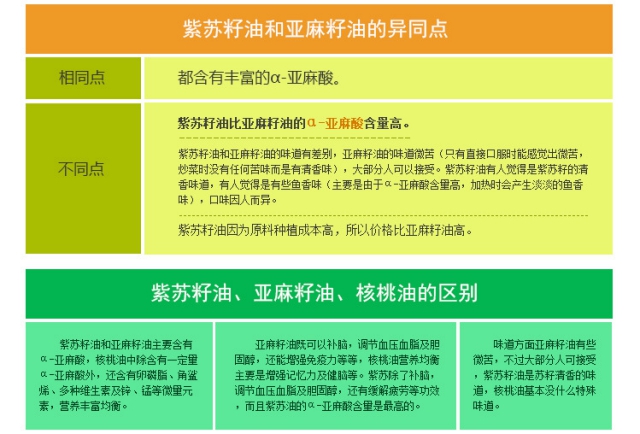 紫苏籽油和亚麻籽油的异同点
相同点
都含有丰富的α-亚麻酸。
不同点
紫苏籽油比亚麻籽油的α-亚麻酸含量高。
紫苏籽油和亚麻籽油的味道有差别，亚麻籽油的味道微苦（只有直接口服时能感觉出微苦，
炒菜时没有任何苦味而是有清香味），大部分人可以接受。紫苏籽油有人觉得是紫苏籽的清
香味道，有人觉得是有些鱼香味（主要是由于α-亚麻酸含量高，加热时会产生淡淡的鱼香
味），口味因人而异。
紫苏籽油因为原料种植成本高，所以价格比亚麻籽油高。
紫苏籽油、亚麻籽油、核桃油的区别
紫苏籽油和亚麻籽油主要含有
α-亚麻酸，核桃油中除含有一定量
α-亚麻酸外，还含有卵磷脂、角鲨
烯、多种维生素及锌、锰等微量元
素，营养丰富均衡。
亚麻籽油既可以补脑，调节血压血脂及胆
固醇，还能增强免疫力等等，核桃油营养均衡
主要是增强记忆力及健脑等。紫苏除了补脑，
调节血压血脂及胆固醇，还有缓解疲劳等功效
，而且紫苏油的α-亚麻酸含量是最高的。
味道方面亚麻籽油有些
微苦，不过大部分人可接受
，紫苏籽油是苏籽清香的味
道，核桃油基本没什么特殊
味道。